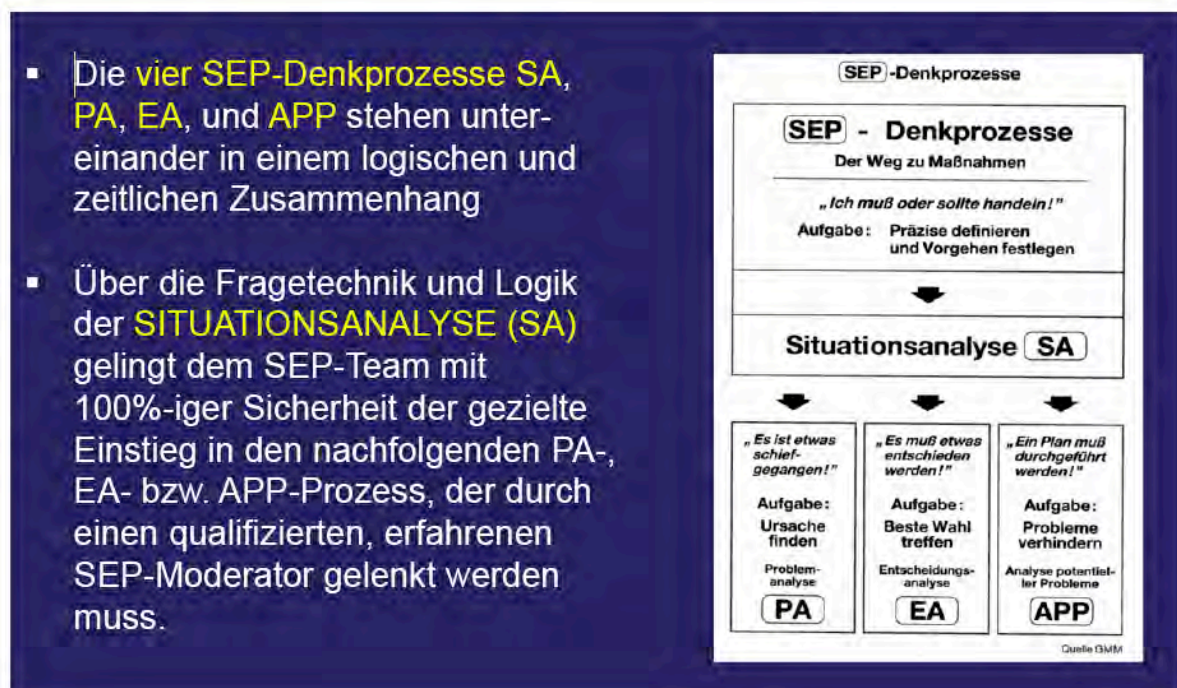 ▪ Die vier SEP-Denkprozesse SA,
PA, EA, und APP stehen unter-
einander in einem logischen und
zeitlichen Zusammenhang
▪ Über die Fragetechnik und Logik
der SITUATIONSANALYSE (SA)
gelingt dem SEP-Team mit
100%-iger Sicherheit der gezielte
Einstieg in den nachfolgenden PA-,
EA- bzw. APP-Prozess, der durch
einen qualifizierten, erfahrenen
SEP-Moderator gelenkt werden
muss.
SEP-Denkprozesse
SEP - Denkprozesse
Der Weg zu Maßnahmen
„Ich muß oder sollte handeln!"
Aufgabe: Präzise definieren
und Vorgehen festlegen
Situationsanalyse SA
„Es ist etwas
schief-
gegangen!"
Aufgabe:
Ursache
finden
Problem-
analyse
PA
„Es muß etwas
entschieden
werden!"
Aufgabe:
Beste Wahl
treffen
Entscheidungs-
analyse
EA
„Ein Plan muß
durchgeführt
werden!"
Aufgabe:
Probleme
verhindern
Analyse potentiel-
ler Probleme
APP
Quelle GMM